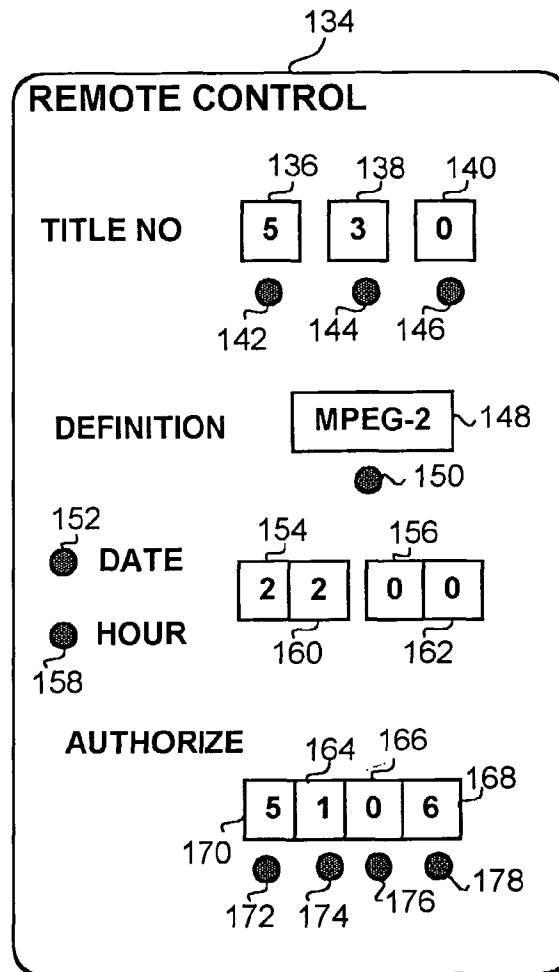 134
REMOTE CONTROL
136 138 140
TITLE NO 5 3 0
142 144 146
DEFINITION MPEG-2 148
150
152 154 156
DATE 2 2 0 0
HOUR 160 162
158
AUTHORIZE 164 166
5 1 0 6 168
170
172 174 176 178